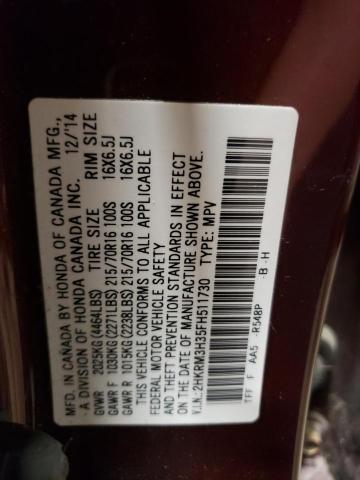 MFD. IN CANADA BY HONDA OF CANADA MFG.,
A DIVISION OF HONDA CANADA INC. 12/'14
TIRE SIZE RIM SIZE
GVWR 2025KG (4464LBS)
GAWR F 1030KG (2271LBS) 215/70R16 100S 16X6.5J
GAWR R 1015KG (2238LBS) 215/70R16 100S 16X6.5J
THIS VEHICLE CONFORMS TO ALL APPLICABLE
FEDERAL MOTOR VEHICLE SAFETY
AND THEFT PREVENTION STANDARDS IN EFFECT
ON THE DATE OF MANUFACTURE SHOWN ABOVE.
V.I.N.: 2HKRM3H35FH511730 TYPE: MPV
TFF F AA5 R548P -B -H